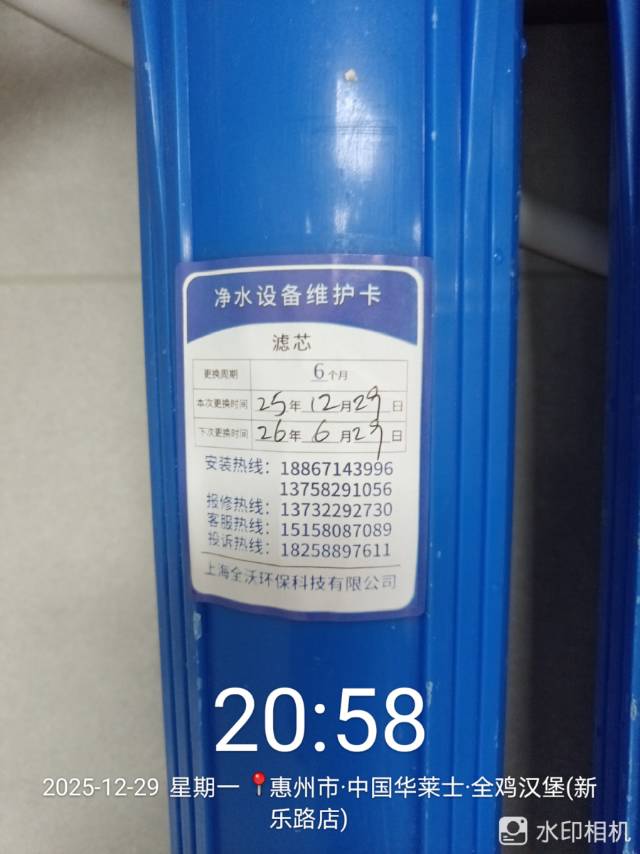 净水设备维护卡
滤芯
更换周期 6个月
本次更换时间 25年 12月29日
下次更换时间 26年 6月29日
安装热线：18867143996
13758291056
报修热线：13732292730
客服热线：15158087089
投诉热线：18258897611
上海全沃环保科技有限公司
20:58
2025-12-29 星期一 📍惠州市·中国华莱士·全鸡汉堡(新
乐路店)
水印相机